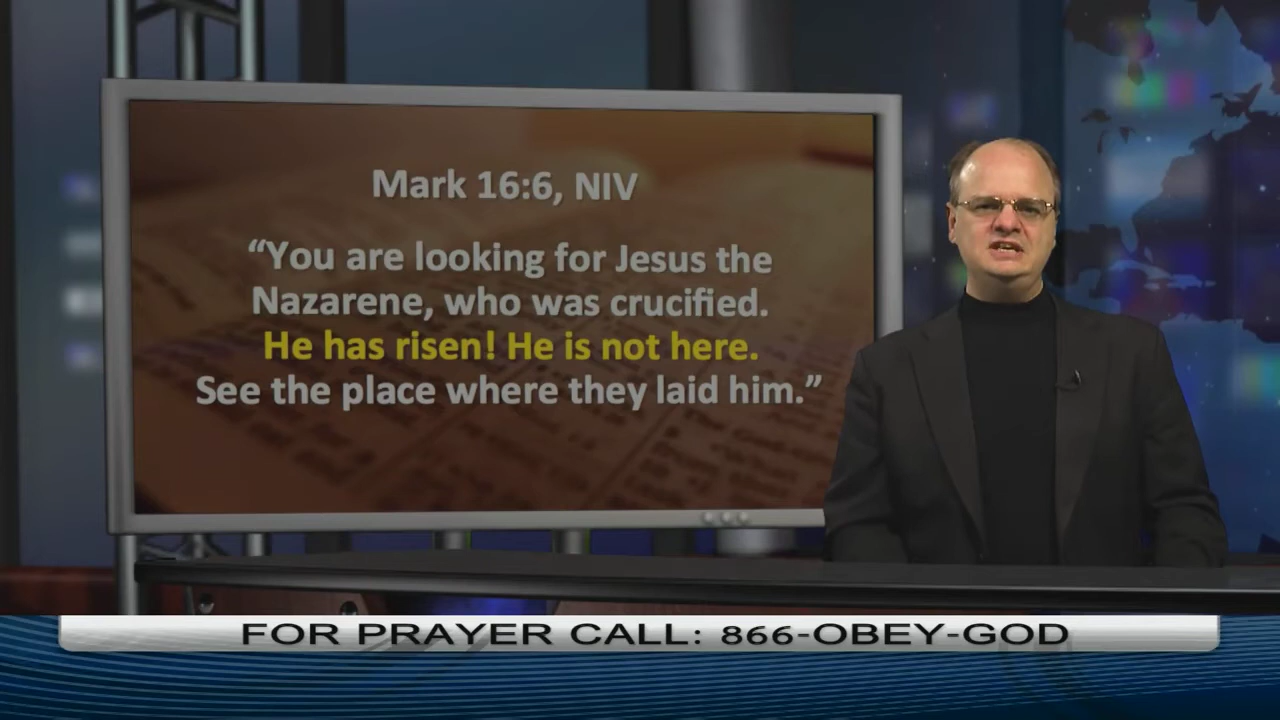 Mark 16:6, NIV
“You are looking for Jesus the
Nazarene, who was crucified.
He has risen! He is not here.
See the place where they laid him.”
FOR PRAYER CALL: 866-OBEY-GOD